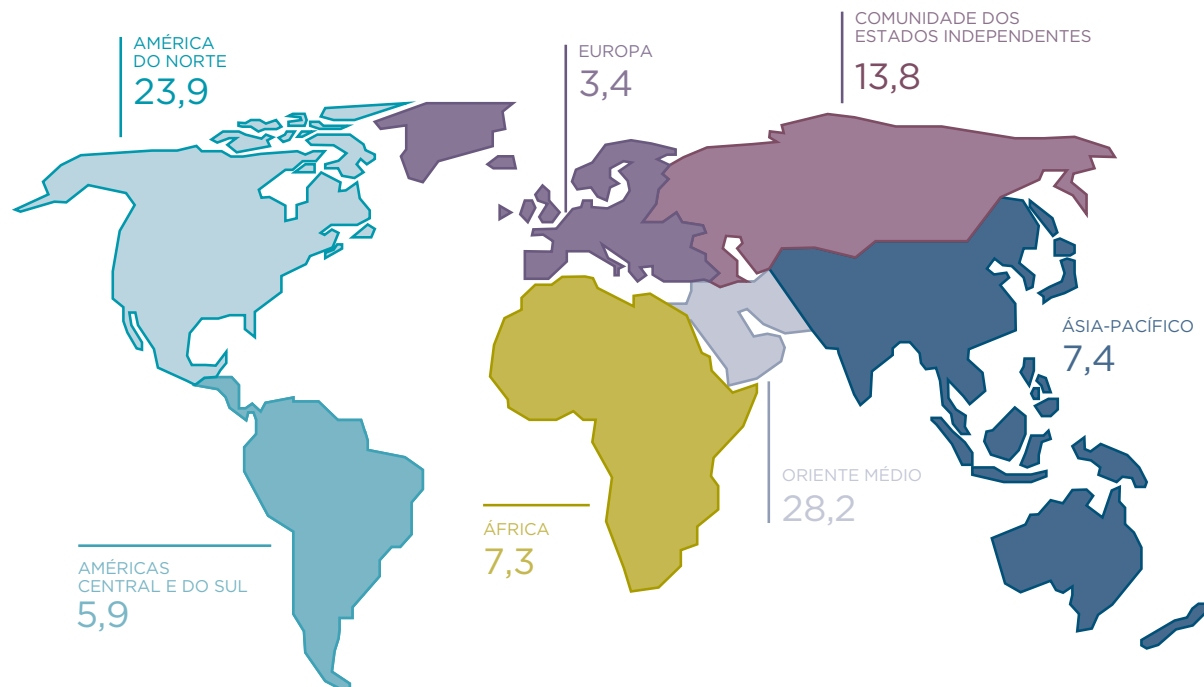 AMÉRICA
DO NORTE
23,9
EUROPA
3,4
COMUNIDADE DOS
ESTADOS INDEPENDENTES
13,8
ÁSIA-PACÍFICO
7,4
ORIENTE MÉDIO
28,2
ÁFRICA
7,3
AMÉRICAS
CENTRAL E DO SUL
5,9